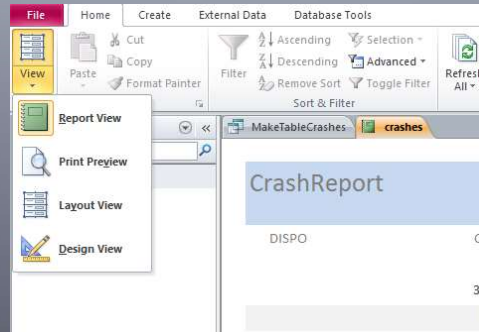 File Home Create External Data Database Tools
View
Paste
Cut
Copy
Format Painter
Filter
Ascending
Descending
Remove Sort
Selection
Advanced
Toggle Filter
Sort & Filter
Refresh
All
Report View
Print Preview
Layout View
Design View
MakeTableCrashes crashes
CrashReport
DISPO
3